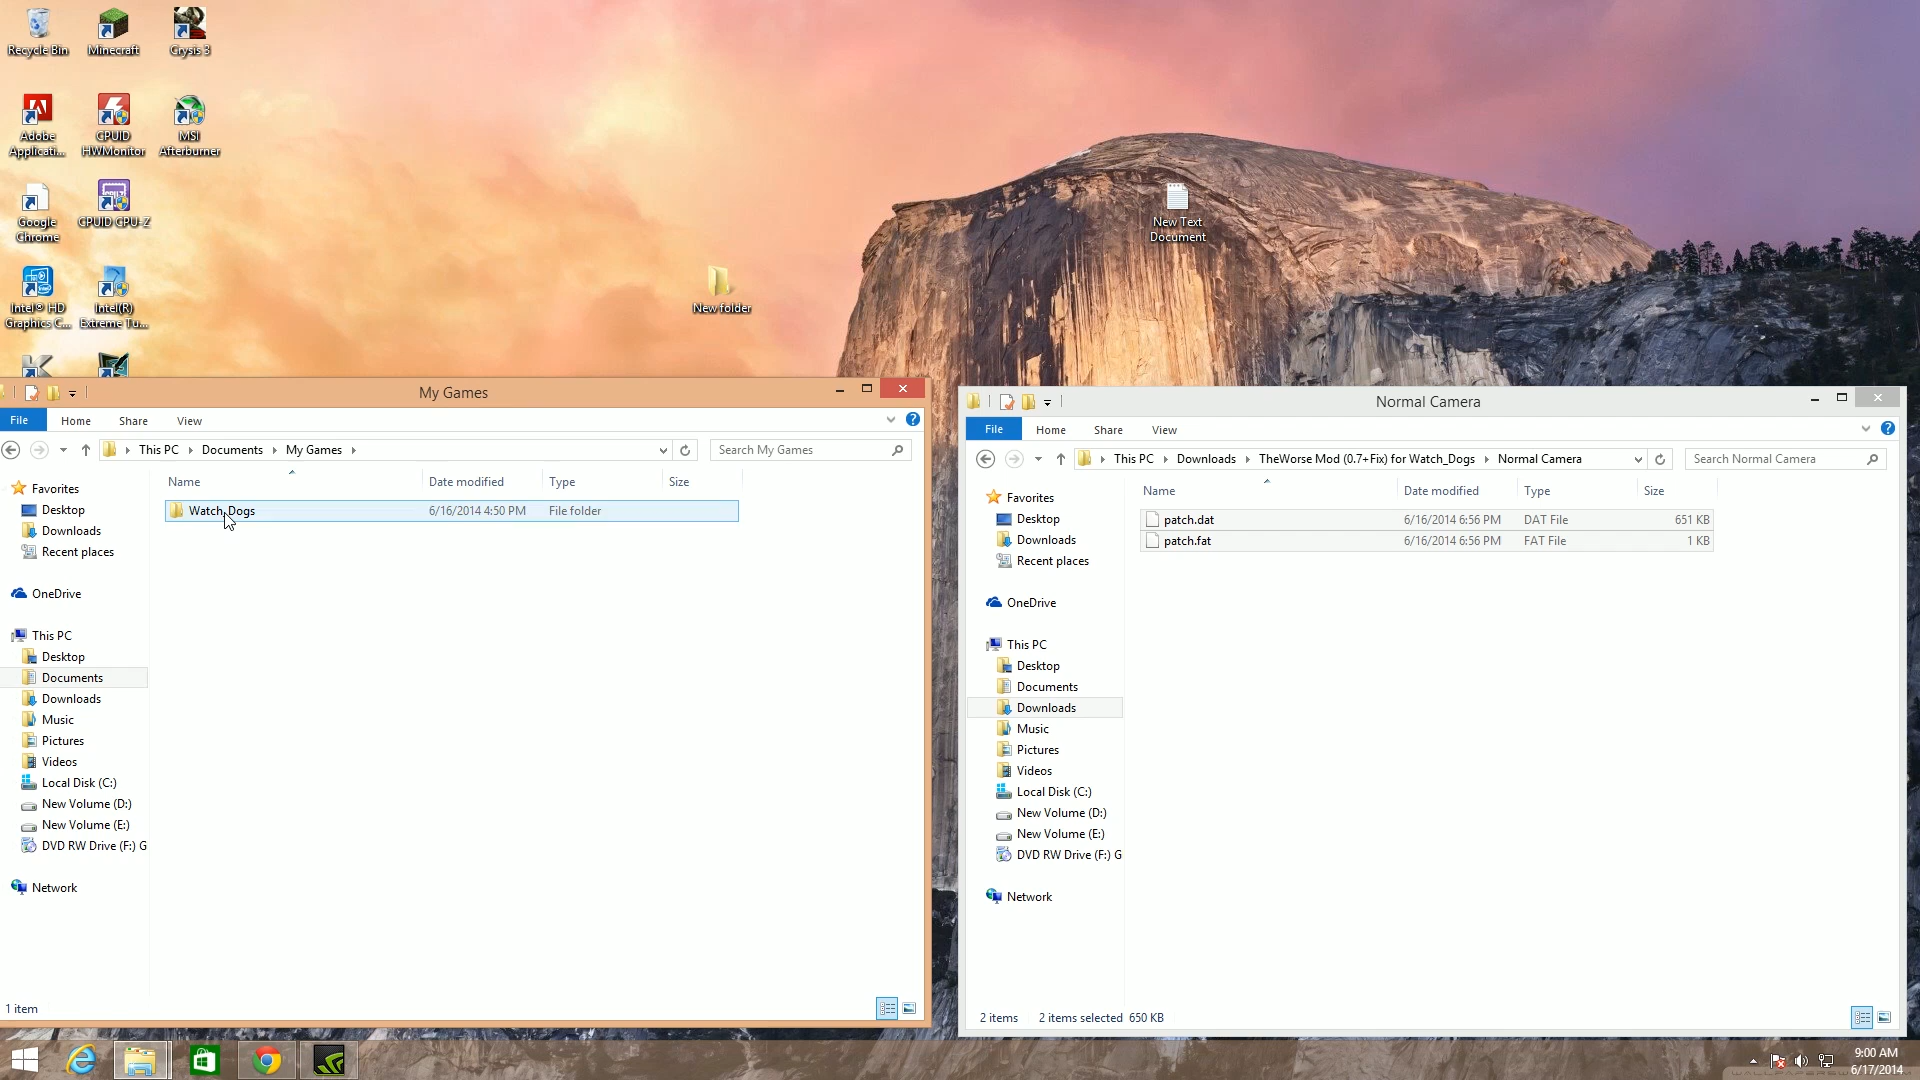 Recycle Bin
Minecraft
Crysis 3
Adobe Applicati...
CPUID HWMonitor
MSI Afterburner
Google Chrome
CPUID CPU-Z
Intel® HD Graphics C...
Intel(R) Extreme Tu...
New folder
New Text Document
My Games
File Home Share View
This PC Documents My Games
Search My Games
Name Date modified Type Size
Watch_Dogs 6/16/2014 4:50 PM File folder
Favorites
Desktop
Downloads
Recent places
OneDrive
This PC
Desktop
Documents
Downloads
Music
Pictures
Videos
Local Disk (C:)
New Volume (D:)
New Volume (E:)
DVD RW Drive (F:) G
Network
1 item
Normal Camera
File Home Share View
This PC Downloads TheWorse Mod (0.7+Fix) for Watch_Dogs Normal Camera
Search Normal Camera
Name Date modified Type Size
patch.dat 6/16/2014 6:56 PM DAT File 651 KB
patch.fat 6/16/2014 6:56 PM FAT File 1 KB
Favorites
Desktop
Downloads
Recent places
OneDrive
This PC
Desktop
Documents
Downloads
Music
Pictures
Videos
Local Disk (C:)
New Volume (D:)
New Volume (E:)
DVD RW Drive (F:) G
Network
2 items 2 items selected 650 KB
9:00 AM
6/17/2014